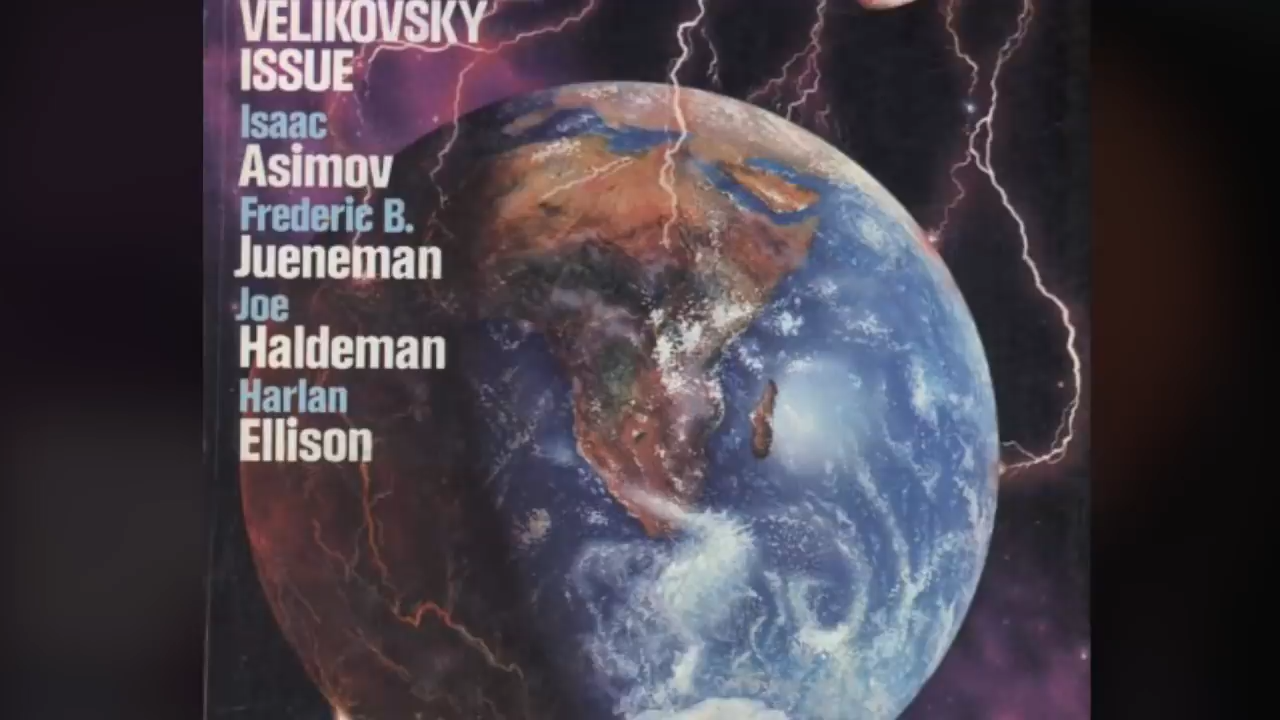 VELIKOVSKY
ISSUE
Isaac
Asimov
Frederic B.
Jueneman
Joe
Haldeman
Harlan
Ellison